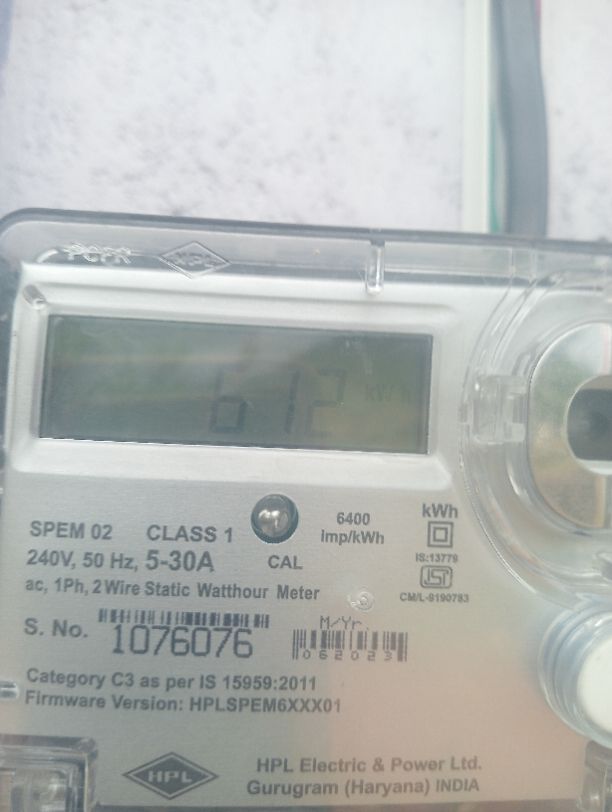 HPL
612 kWh
SPEM 02 CLASS 1
240V, 50 Hz, 5-30A
ac, 1Ph, 2 Wire Static Watthour Meter
CAL
6400
Imp/kWh
kWh
IS:13779
CM/L-9190783
S. No. 1076076
M/Yr.
062023
Category C3 as per IS 15959:2011
Firmware Version: HPLSPEM6XXX01
HPL
HPL Electric & Power Ltd.
Gurugram (Haryana) INDIA